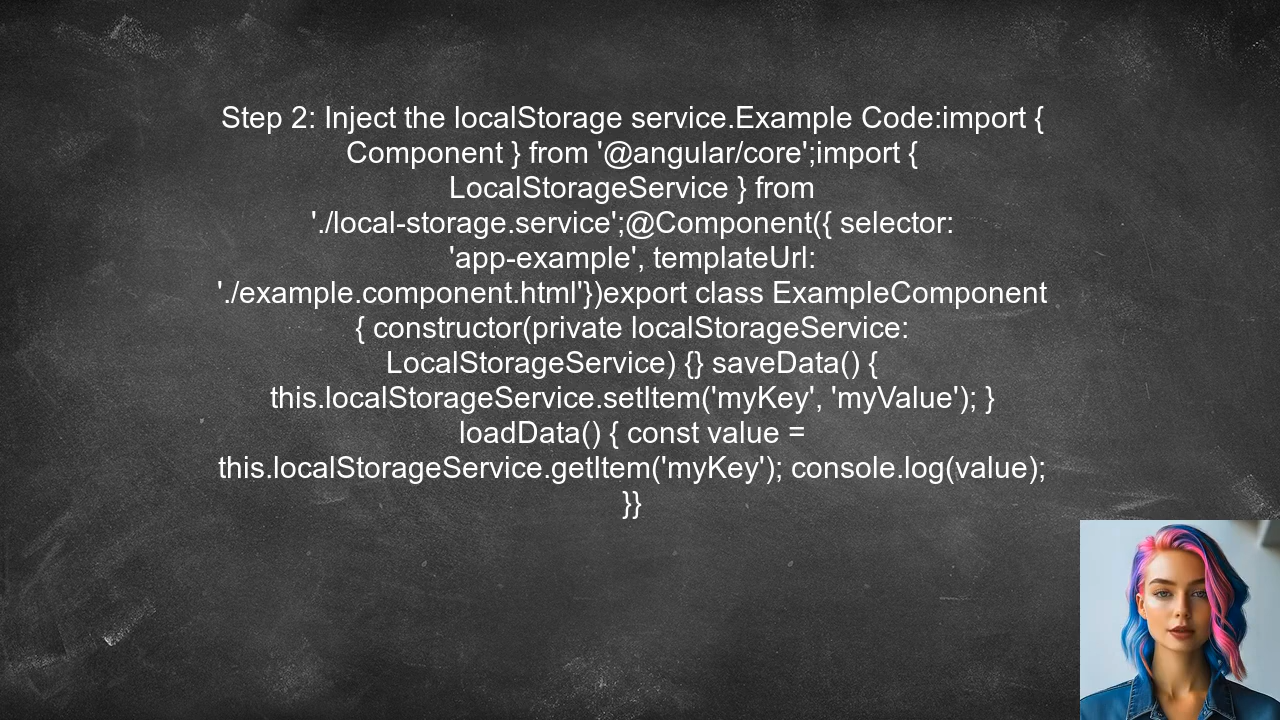 Step 2: Inject the localStorage service.Example Code:import {
Component } from '@angular/core';import {
LocalStorageService } from
'./local-storage.service';@Component({ selector:
'app-example', templateUrl:
'./example.component.html'})export class ExampleComponent
{ constructor(private localStorageService:
LocalStorageService) {} saveData() {
this.localStorageService.setItem('myKey', 'myValue'); }
loadData() { const value =
this.localStorageService.getItem('myKey'); console.log(value);
}}